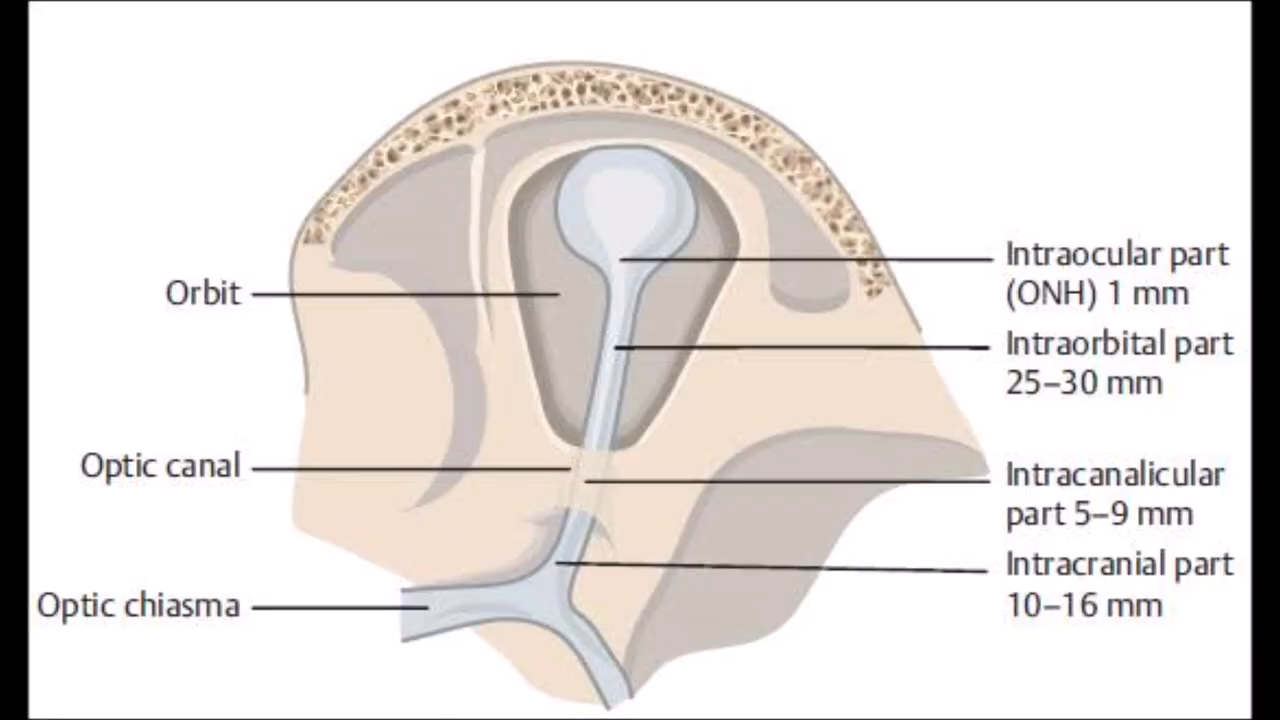 Orbit
Optic canal
Optic chiasma
Intraocular part
(ONH) 1 mm
Intraorbital part
25–30 mm
Intracanalicular
part 5–9 mm
Intracranial part
10–16 mm